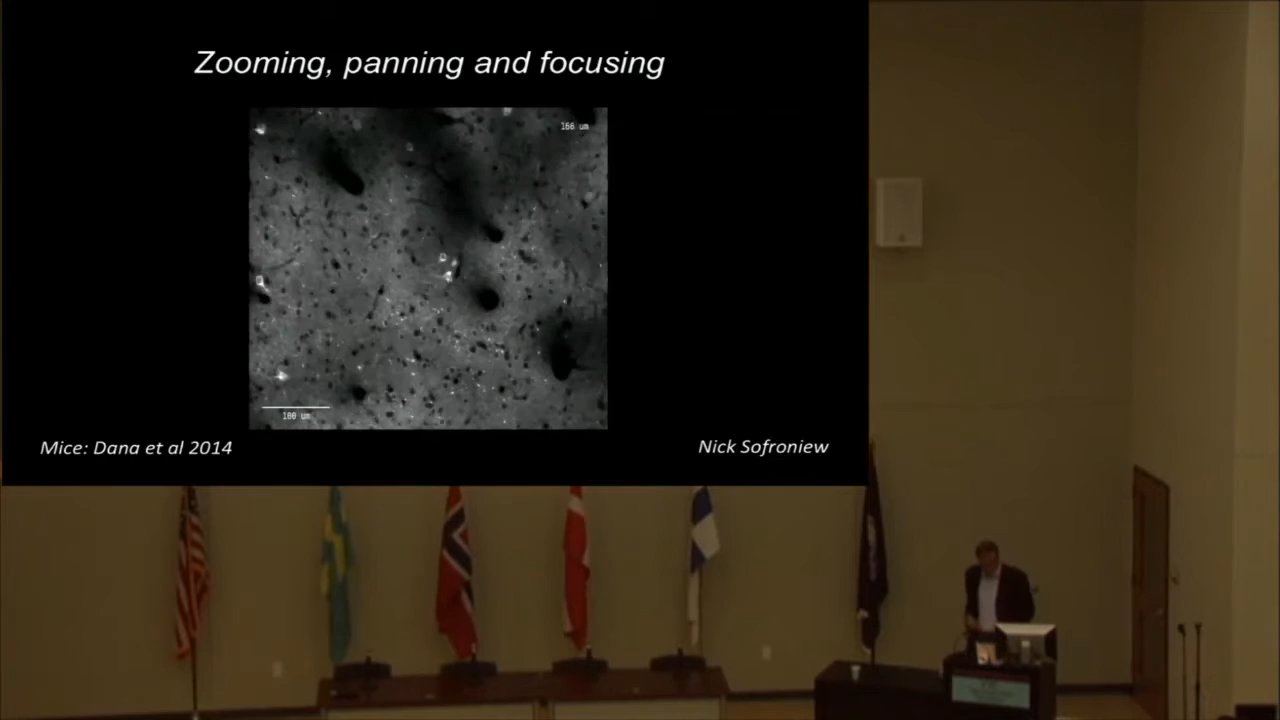 Zooming, panning and focusing
166 um
100 um
Mice: Dana et al 2014
Nick Sofroniew